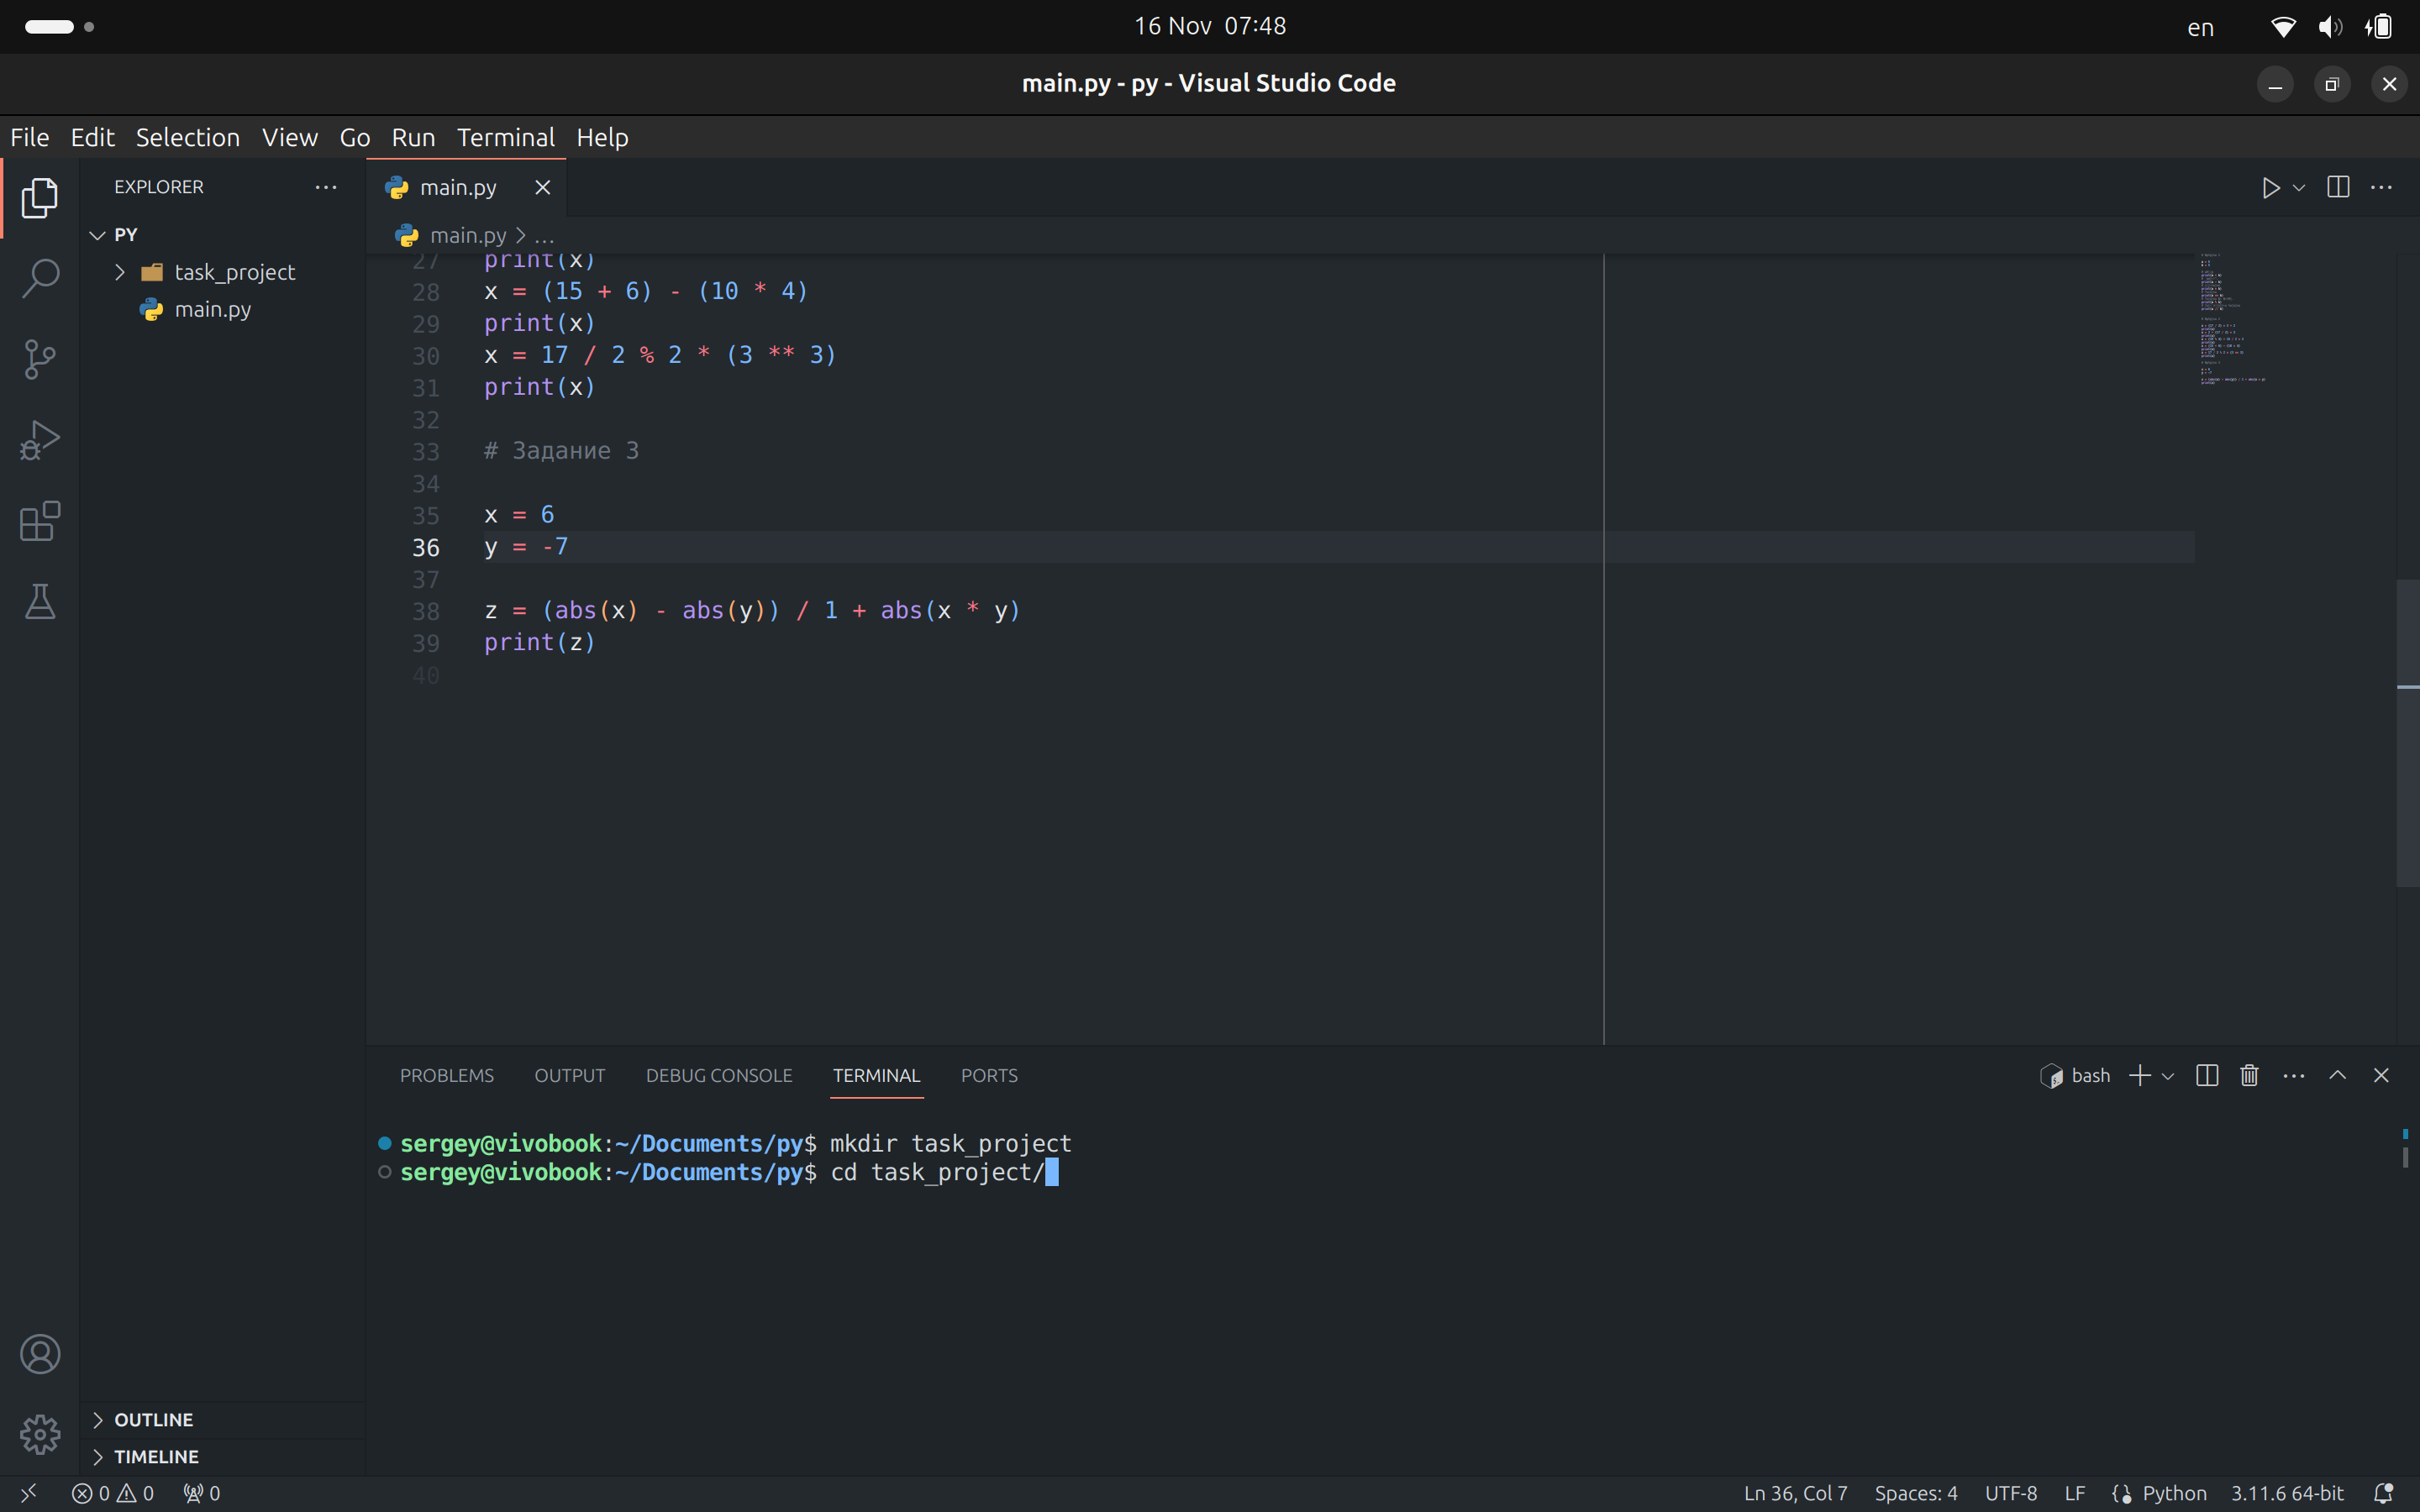 16 Nov 07:48
en
main.py - py - Visual Studio Code
File Edit Selection View Go Run Terminal Help
EXPLORER
main.py
PY
main.py > ...
task_project
main.py
27 print(x)
28 x = (15 + 6) - (10 * 4)
29 print(x)
30 x = 17 / 2 % 2 * (3 ** 3)
31 print(x)
32
33 # Задание 3
34
35 x = 6
36 y = -7
37
38 z = (abs(x) - abs(y)) / 1 + abs(x * y)
39 print(z)
40
PROBLEMS OUTPUT DEBUG CONSOLE TERMINAL PORTS
bash
sergey@vivobook:~/Documents/py$ mkdir task_project
sergey@vivobook:~/Documents/py$ cd task_project/
OUTLINE
TIMELINE
0 0 0
Ln 36, Col 7 Spaces: 4 UTF-8 LF {} Python 3.11.6 64-bit